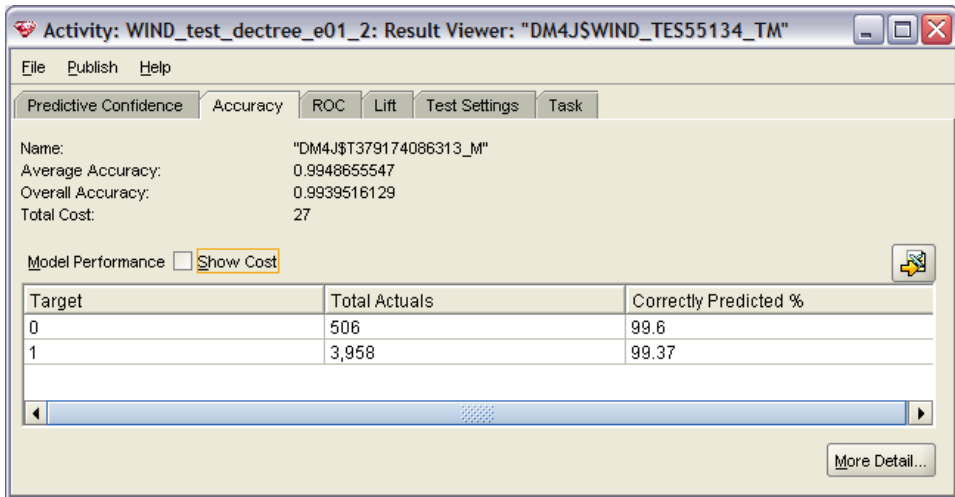 Activity: WIND_test_dectree_e01_2: Result Viewer: "DM4J$WIND_TES55134_TM"
File Publish Help
Predictive Confidence Accuracy ROC Lift Test Settings Task
Name: "DM4J$T379174086313_M"
Average Accuracy: 0.9948655547
Overall Accuracy: 0.9939516129
Total Cost: 27
Model Performance Show Cost
Target Total Actuals Correctly Predicted %
0 506 99.6
1 3,958 99.37
More Detail...